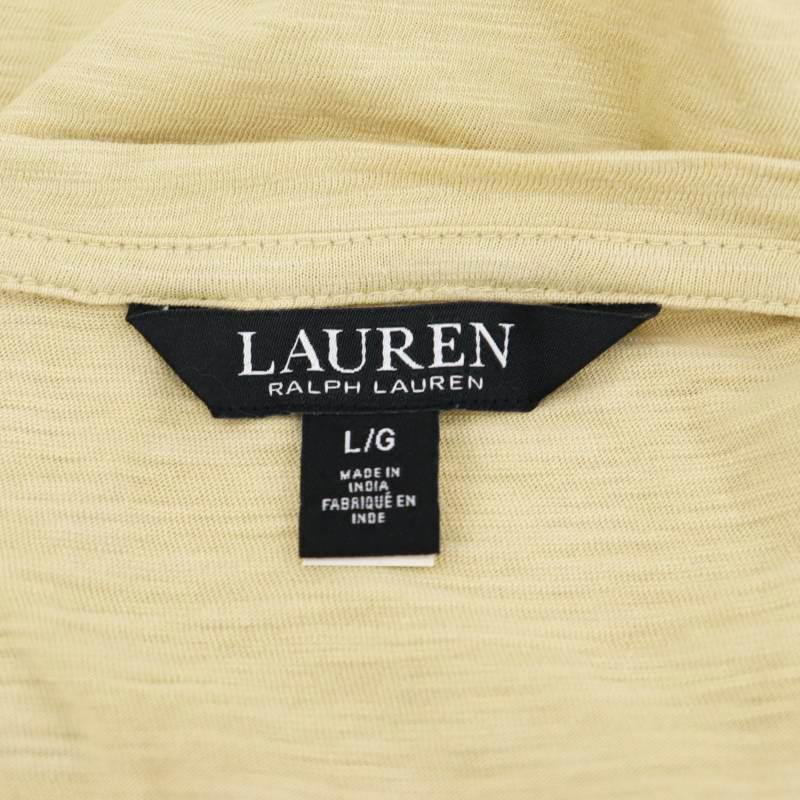 LAUREN
RALPH LAUREN
L/G
MADE IN
INDIA
FABRIQUÉ EN
INDE